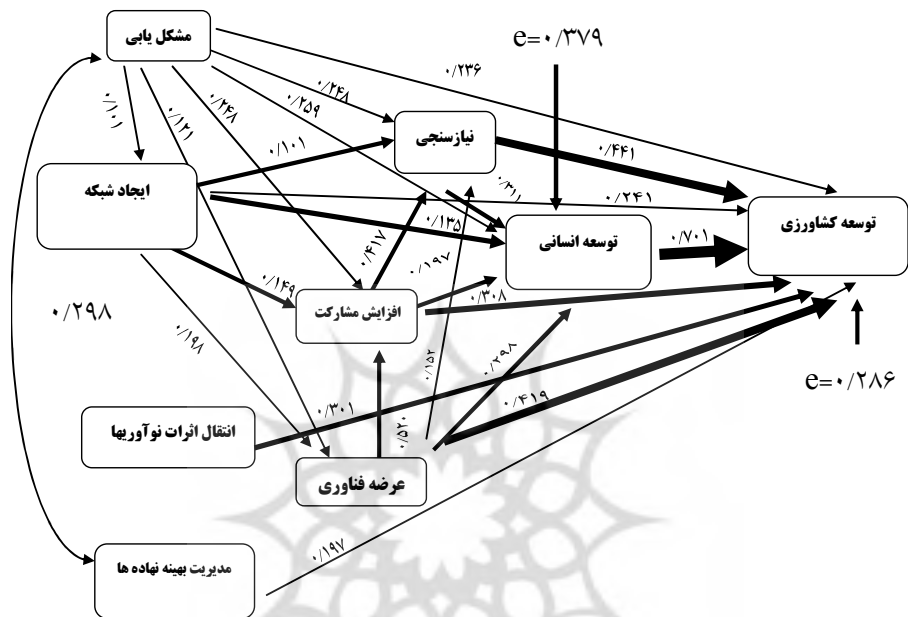 مشکل یابی
e=۰/۳۷۹
۰/۲۳۶
۰/۲۴۸
۰/۲۵۹
۰/۲۴۸
۰/۱۲۱
۰/۱۰۱
نیازسنجی
۰/۱۰۱
۰/۴۴۱
ایجاد شبکه
۰/۳۱۱
۰/۲۴۱
۰/۱۳۵
توسعه انسانی
توسعه کشاورزی
۰/۷۰۱
۰/۴۱۷
۰/۱۹۷
۰/۱۴۹
۰/۳۰۸
افزایش مشارکت
۰/۲۹۸
۰/۱۹۸
۰/۱۵۲
۰/۲۹۸
e=۰/۲۸۶
۰/۳۰۱
۰/۴۱۹
انتقال اثرات نوآوریها
۰/۵۲۰
عرضه فناوری
۰/۱۹۷
مدیریت بهینه نهاده ها